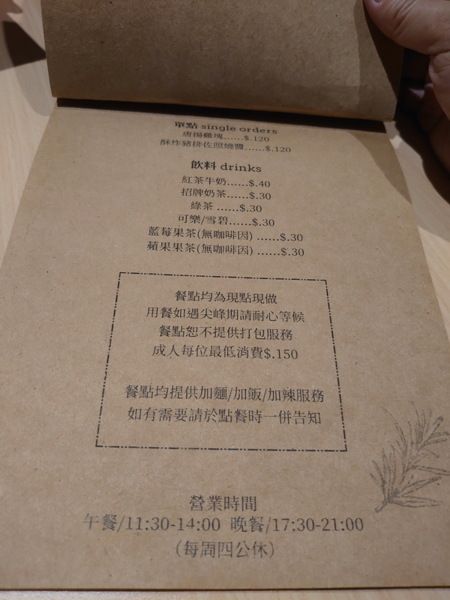 單點 single orders
唐揚雞塊......$.120
酥炸豬排佐照燒醬......$.120
飲料 drinks
紅茶牛奶......$.40
招牌奶茶......$.30
綠茶 ......$.30
可樂/雪碧......$.30
藍莓果茶(無咖啡因) ......$.30
蘋果果茶(無咖啡因) ......$.30
餐點均為現點現做
用餐如遇尖峰期請耐心等候
餐點恕不提供打包服務
成人每位最低消費$.150
餐點均提供加麵/加飯/加辣服務
如有需要請於點餐時一併告知
營業時間
午餐/11:30-14:00 晚餐/17:30-21:00
(每周四公休)